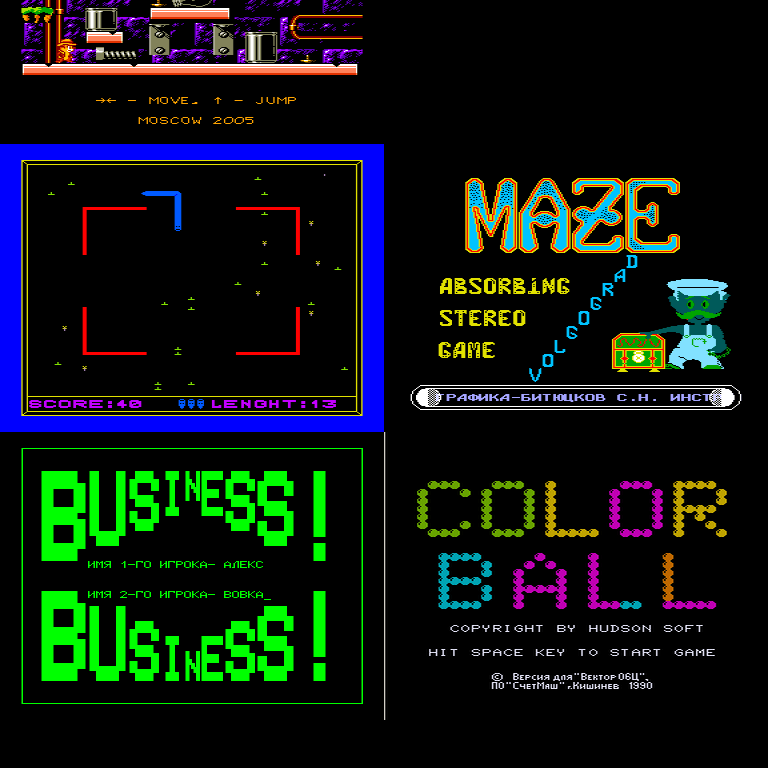 →← - MOVE, ↑ - JUMP
MOSCOW 2005
SCORE:40 LENGHT:13
MAZE
ABSORBING
STEREO
GAME
VOLGOGRAD
ГРАФИКА-БИТЮЦКОВ С.Н. ИНСТ
BUSINESS!
ИМЯ 1-ГО ИГРОКА- АЛЕКС
ИМЯ 2-ГО ИГРОКА- ВОВКА_
BUSINESS!
COLOR
BALL
COPYRIGHT BY HUDSON SOFT
HIT SPACE KEY TO START GAME
© Версия для "Вектор 06Ц".
ПО "СчетМаш" г.Кишинев 1990